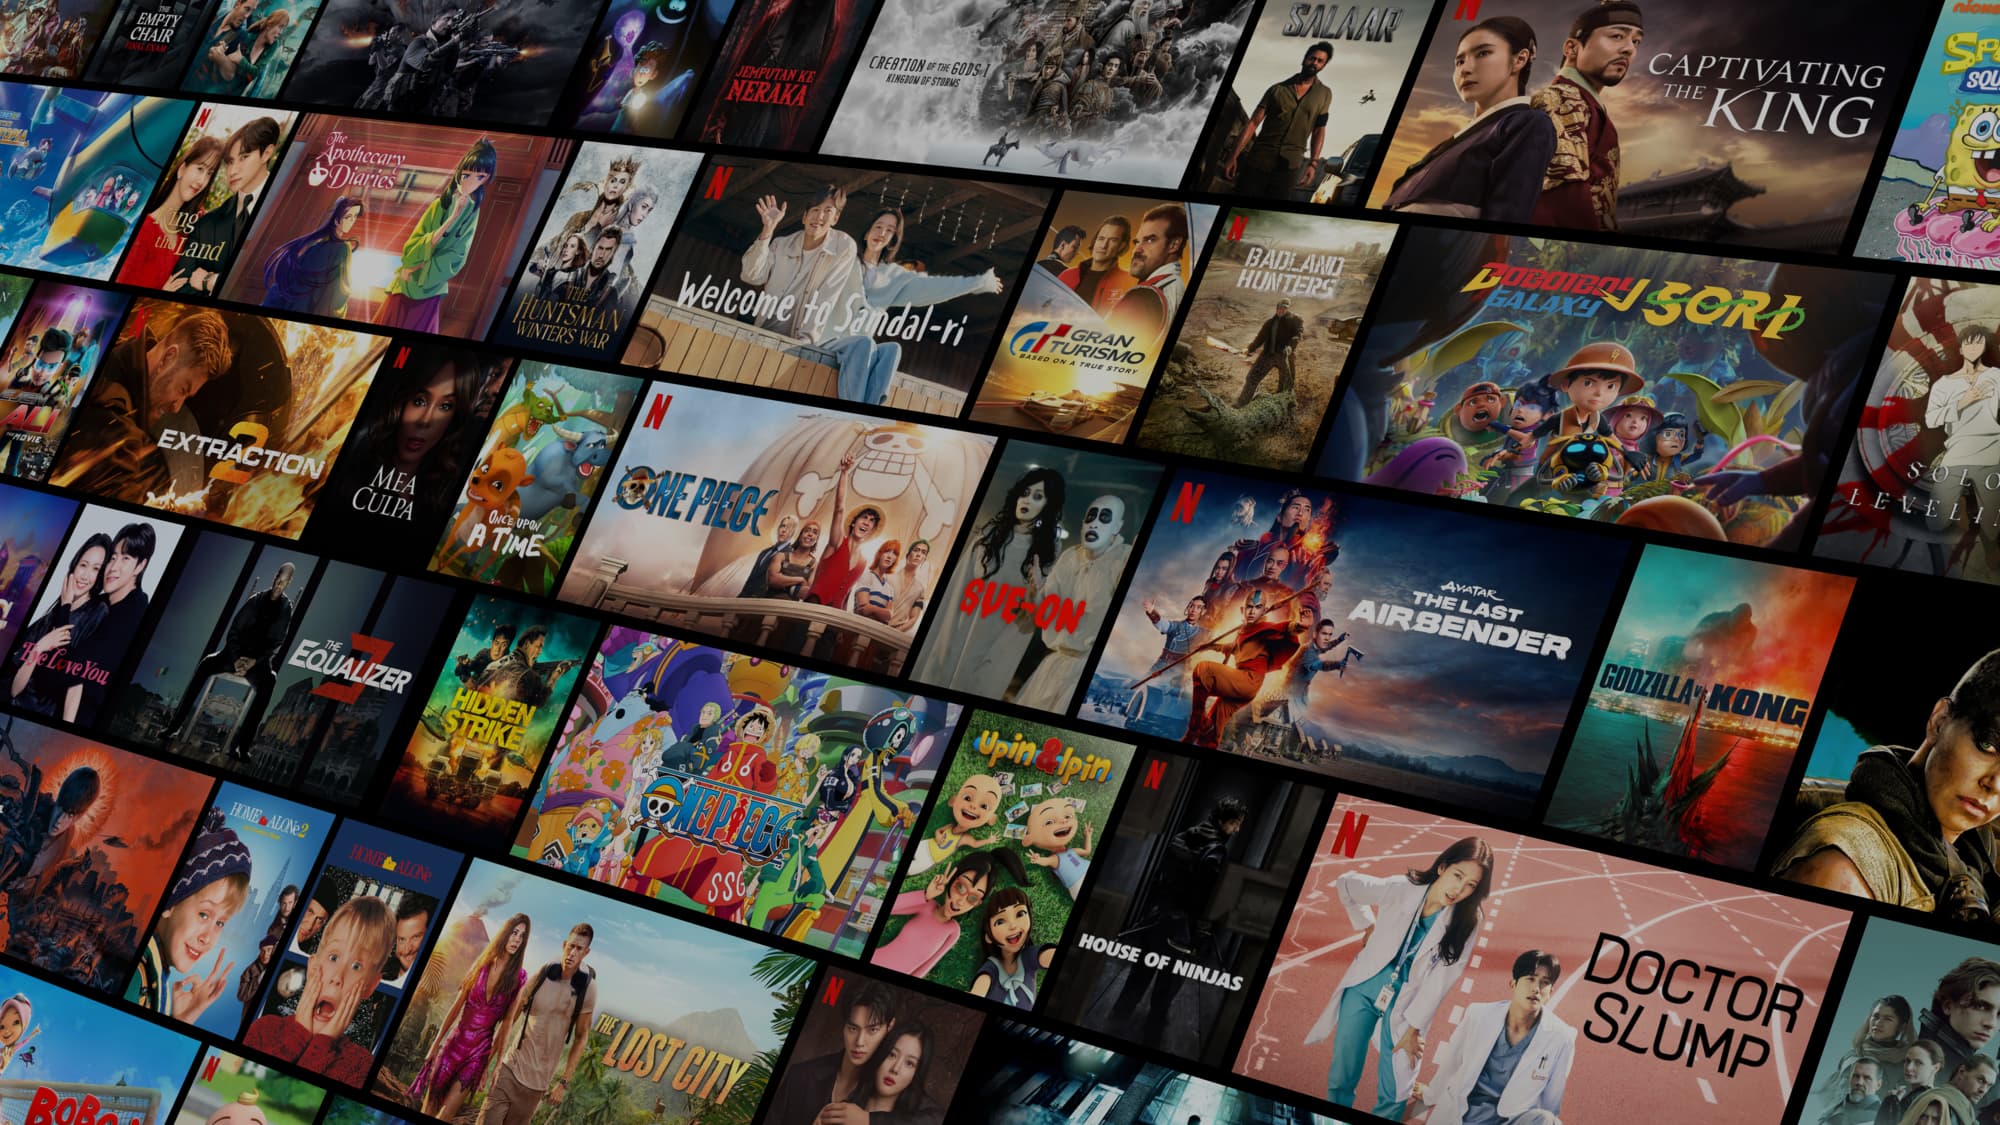 THE
EMPTY
CHAIR
FINAL EXAM
JEMPUTAN KE
NERAKA
CREATION OF THE GODS I
KINGDOM OF STORMS
SALAAR
N
CAPTIVATING
THE KING
N
King
the Land
The
Apothecary
Diaries
THE
HUNTSMAN
WINTER'S WAR
N
Welcome to Samdal-ri
GRAN
TURISMO
BASED ON A TRUE STORY
N
BADLAND
HUNTERS
BOBOIBOY
GALAXY SORI
SOLO
ALI
THE MOVIE
N
EXTRACTION
2
N
MEA
CULPA
ONCE UPON
A TIME
N
ONE PIECE
N
AVATAR
THE LAST
AIRBENDER
GODZILLA VS KONG
Love You
THE
EQUALIZER
3
HIDDEN
STRIKE
66
ONE PIECE
Upin&Ipin
N
HOUSE OF NINJAS
N
DOCTOR
SLUMP
HOME ALONE 2
HOME ALONE
THE
LOST CITY
N
N